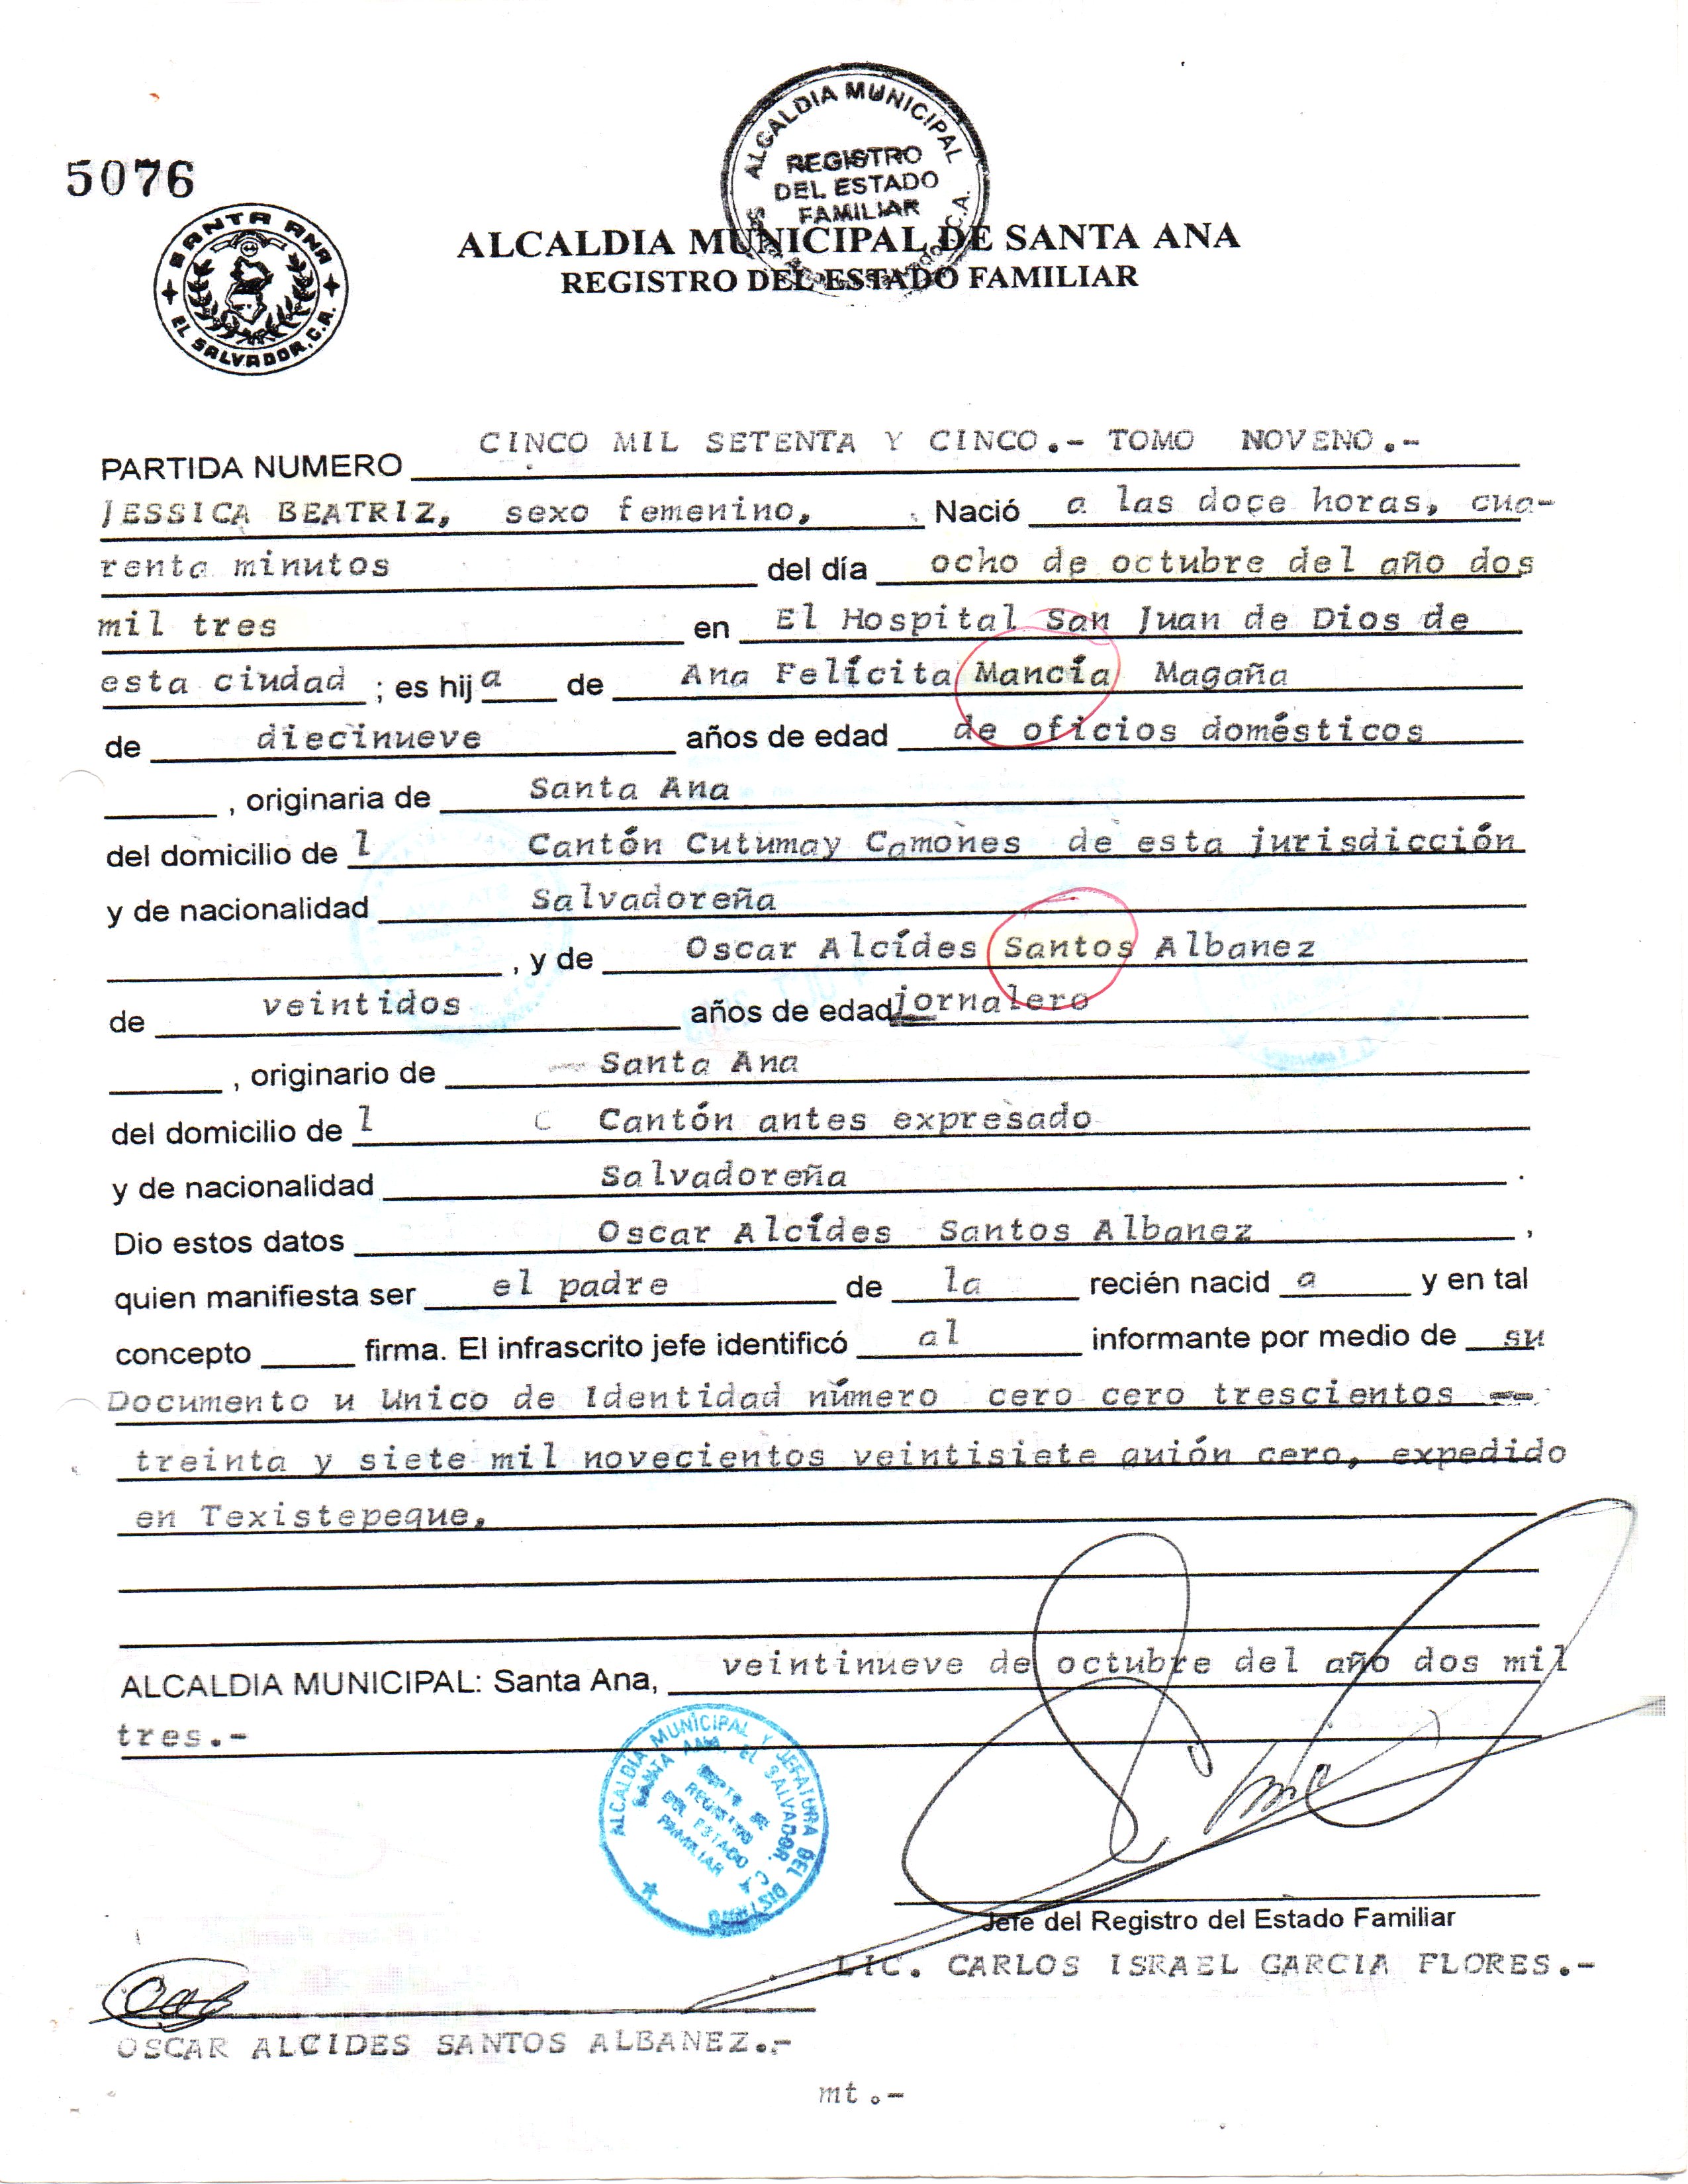 5076
ALCALDIA MUNICIPAL
REGISTRO
DEL ESTADO
FAMILIAR
SANTA ANA
EL SALVADOR, C.A.
ALCALDIA MUNICIPAL DE SANTA ANA
REGISTRO DEL ESTADO FAMILIAR
PARTIDA NUMERO CINCO MIL SETENTA Y CINCO.- TOMO NOVENO.-
JESSICA BEATRIZ, sexo femenino, Nació a las doce horas, cua-
renta minutos del día ocho de octubre del año dos
mil tres en El Hospital San Juan de Dios de
esta ciudad ; es hij a de Ana Felícita Mancía Magaña
de diecinueve años de edad de oficios domésticos
, originaria de Santa Ana
del domicilio de l Cantón Cutumay Camones de esta jurisdicción
y de nacionalidad Salvadoreña
, y de Oscar Alcídes Santos Albanez
de veintidos años de edad jornalero
, originario de Santa Ana
del domicilio de l C Cantón antes expresado
y de nacionalidad Salvadoreña .
Dio estos datos Oscar Alcídes Santos Albanez ,
quien manifiesta ser el padre de la recién nacid a y en tal
concepto firma. El infrascrito jefe identificó al informante por medio de su
Documento u Unico de Identidad número cero cero trescientos --
treinta y siete mil novecientos veintisiete guión cero, expedido
en Texistepeque.
ALCALDIA MUNICIPAL: Santa Ana, veintinueve de octubre del año dos mil
tres.-
ALCALDIA MUNICIPAL Y JEFATURA DEL DISTRITO
SANTA ANA, EL SALVADOR, C.A.
DEPTO DE
REGISTRO
DEL ESTADO
FAMILIAR
Jefe del Registro del Estado Familiar
LIC. CARLOS ISRAEL GARCIA FLORES.-
OSCAR ALCIDES SANTOS ALBANEZ.-
mt.-